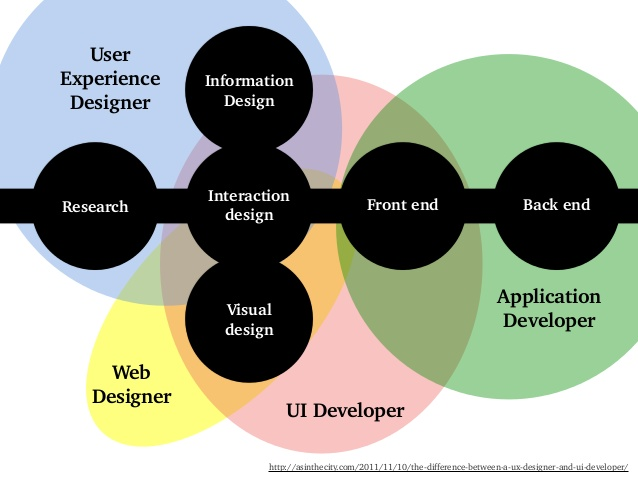 User
Experience
Designer
Information
Design
Research
Interaction
design
Front end
Back end
Visual
design
Application
Developer
Web
Designer
UI Developer
http://asinthecity.com/2011/11/10/the-difference-between-a-ux-designer-and-ui-developer/